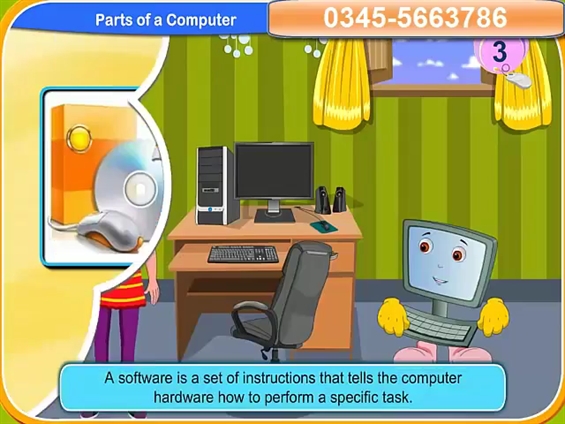 Parts of a Computer
0345-5663786
3
A software is a set of instructions that tells the computer
hardware how to perform a specific task.